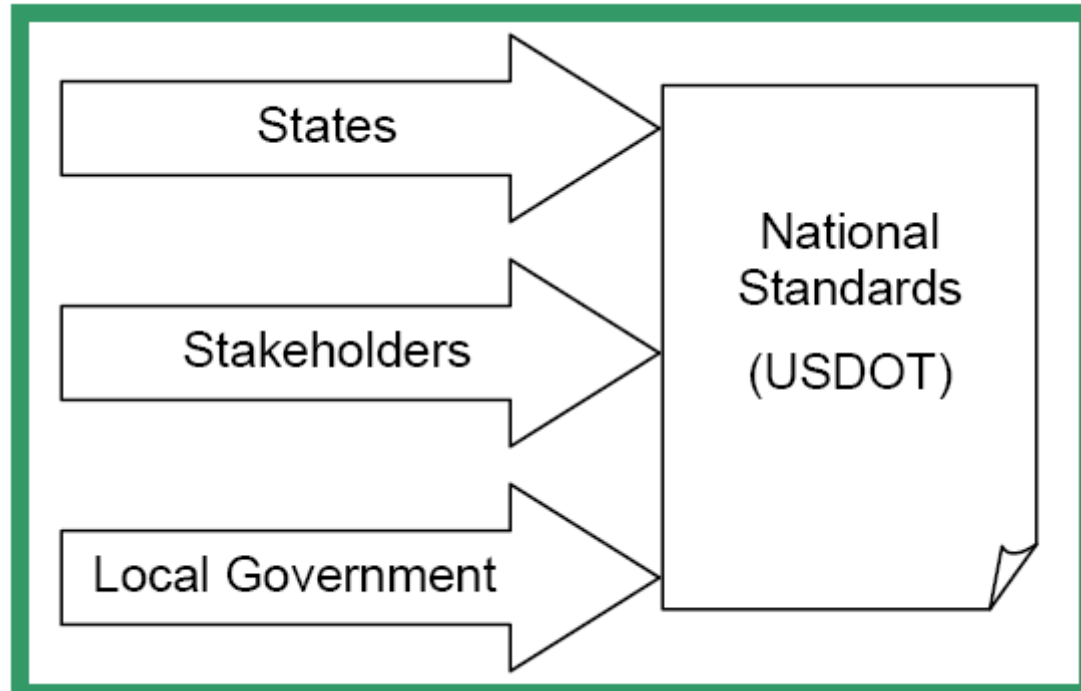 States
Stakeholders
Local Government
National
Standards
(USDOT)